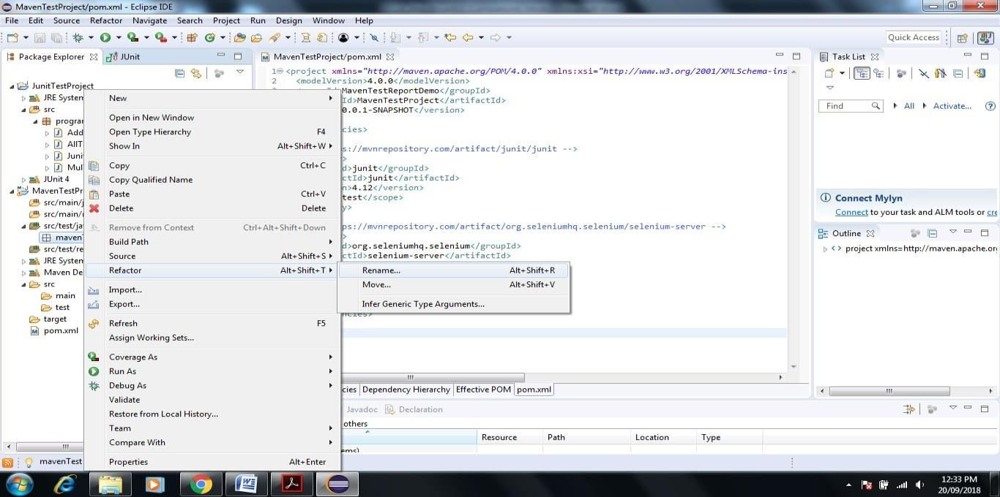 MavenTestProject/pom.xml - Eclipse IDE
File Edit Source Refactor Navigate Search Project Run Design Window Help
Quick Access
Package Explorer
JUnit
JunitTestProject
JRE System
src
program
Add
AllT
Juni
Mul
JUnit 4
MavenTestPr
src/main/j
src/main/
src/test/jav
maven
src/test/re
JRE System
Maven De
src
main
test
target
pom.xml
New
Open in New Window
Open Type Hierarchy F4
Show In Alt+Shift+W
Copy Ctrl+C
Copy Qualified Name
Paste Ctrl+V
Delete Delete
Remove from Context Ctrl+Alt+Shift+Down
Build Path
Source Alt+Shift+S
Refactor Alt+Shift+T
Import...
Export...
Refresh F5
Assign Working Sets...
Coverage As
Run As
Debug As
Validate
Restore from Local History...
Team
Compare With
Properties Alt+Enter
Rename... Alt+Shift+R
Move... Alt+Shift+V
Infer Generic Type Arguments...
MavenTestProject/pom.xml
1 <project xmlns="http://maven.apache.org/POM/4.0.0" xmlns:xsi="http://www.w3.org/2001/XMLSchema-ins
2 <modelVersion>4.0.0</modelVersion>
MavenTestReportDemo</groupId>
Id>MavenTestProject</artifactId>
0.0.1-SNAPSHOT</version>
cies>
s://mvnrepository.com/artifact/junit/junit -->
>
d>junit</groupId>
ctId>junit</artifactId>
n>4.12</version>
test</scope>
y>
ps://mvnrepository.com/artifact/org.seleniumhq.selenium/selenium-server -->
>
d>org.seleniumhq.selenium</groupId>
ctId>selenium-server</artifactId>
ncies>
cies Dependency Hierarchy Effective POM pom.xml
Javadoc Declaration
others
Resource Path Location Type
ems)
Task List
Find All Activate...
Connect Mylyn
Connect to your task and ALM tools or cre
Outline
project xmlns=http://maven.apache.or
mavenTest
12:33 PM
20/09/2018